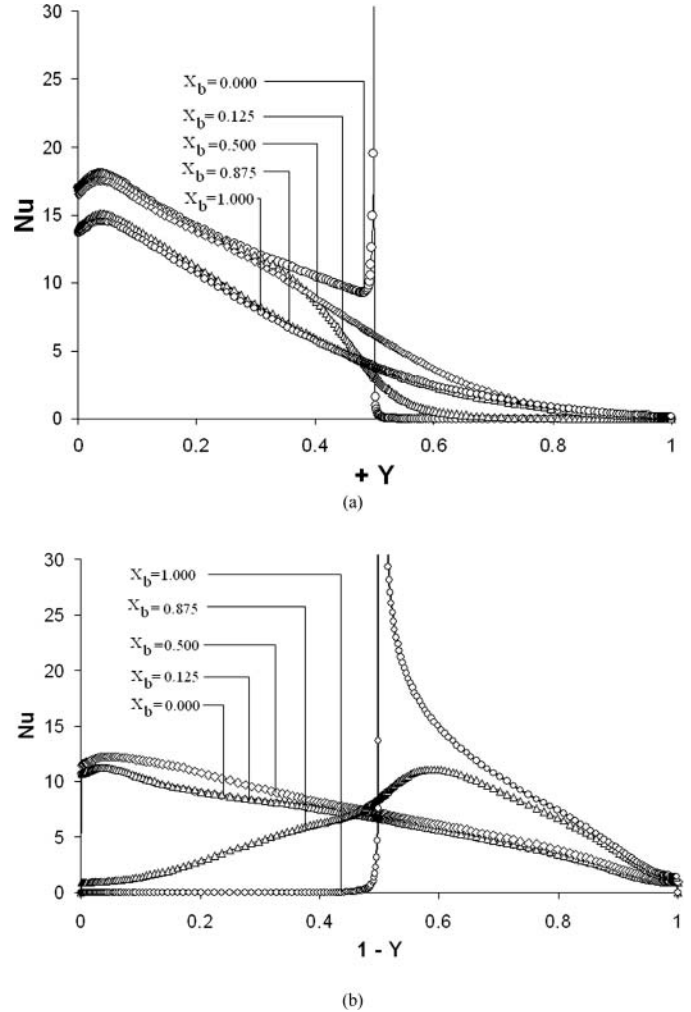 30
25
20
15
10
5
0
Nu
X_b=0.000
X_b=0.125
X_b=0.500
X_b=0.875
X_b=1.000
0 0.2 0.4 0.6 0.8 1
+ Y
(a)
30
25
20
15
10
5
0
Nu
X_b=1.000
X_b=0.875
X_b=0.500
X_b=0.125
X_b=0.000
0 0.2 0.4 0.6 0.8 1
1 - Y
(b)